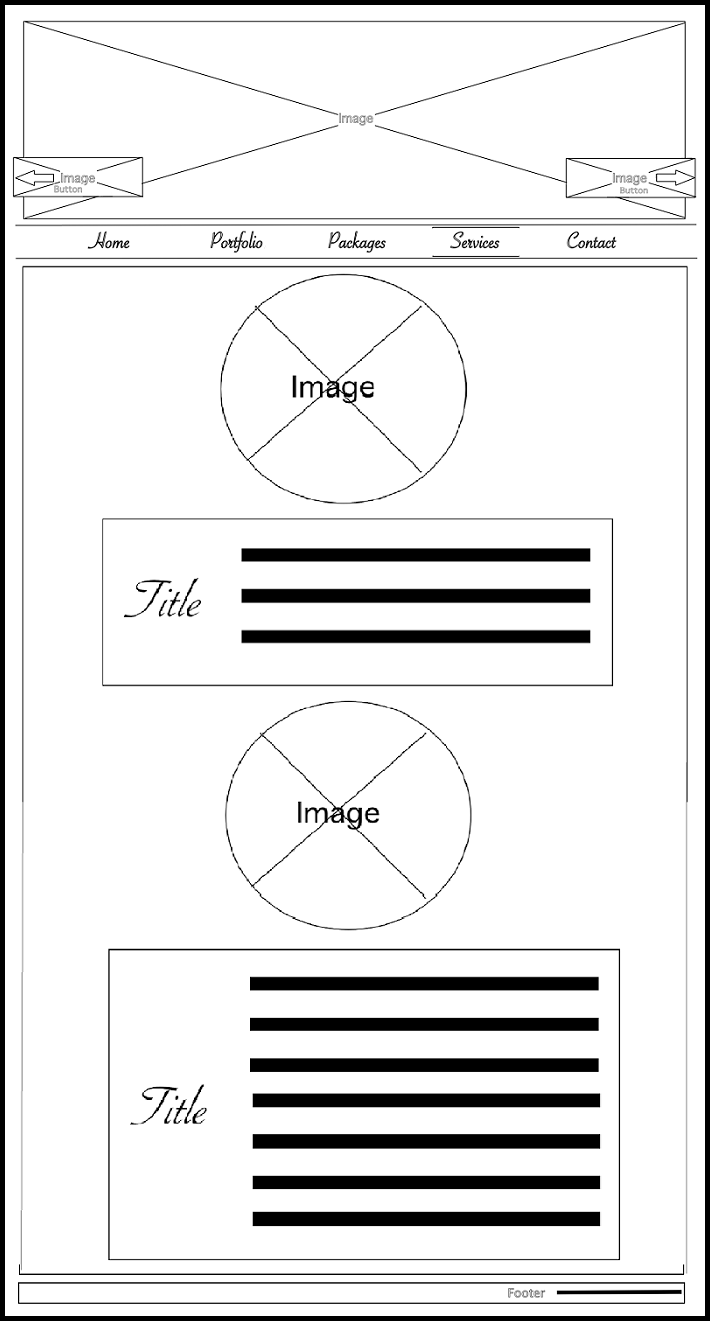 Image
Image
Button
Image
Button
Home Portfolio Packages Services Contact
Image
Title
Image
Title
Footer